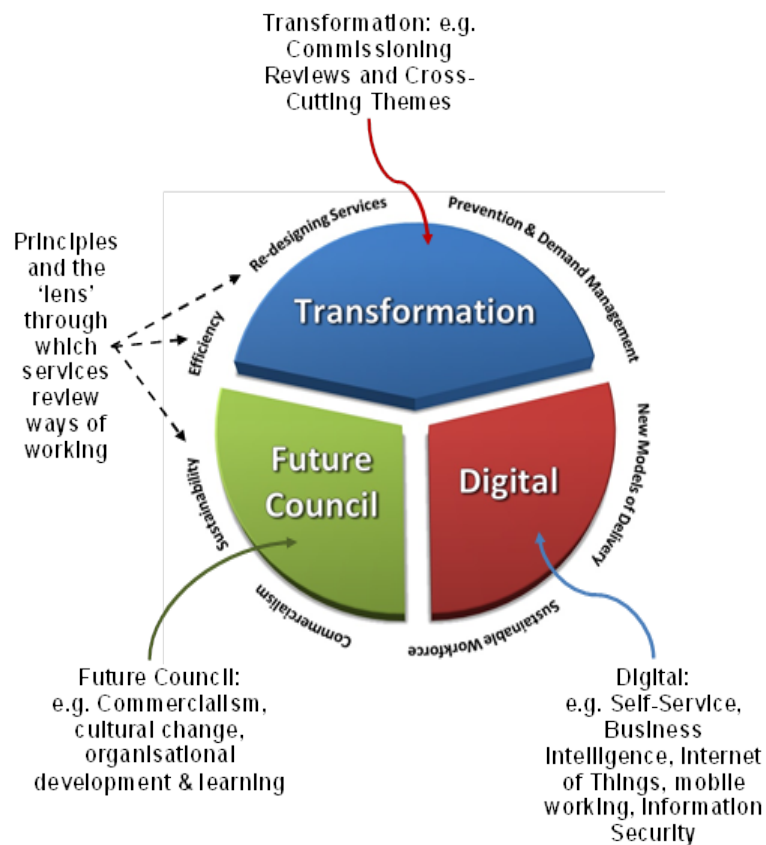 Transformation: e.g.
Commissioning
Reviews and Cross-
Cutting Themes
Re-designing Services
Prevention & Demand Management
Principles
and the
‘lens’
through
which
services
review
ways of
working
Efficiency
Transformation
New Models of Delivery
Future
Council
Digital
Sustainability
Commercialism
Sustainable Workforce
Future Council:
e.g. Commercialism,
cultural change,
organisational
development & learning
Digital:
e.g. Self-Service,
Business
Intelligence, Internet
of Things, mobile
working, Information
Security